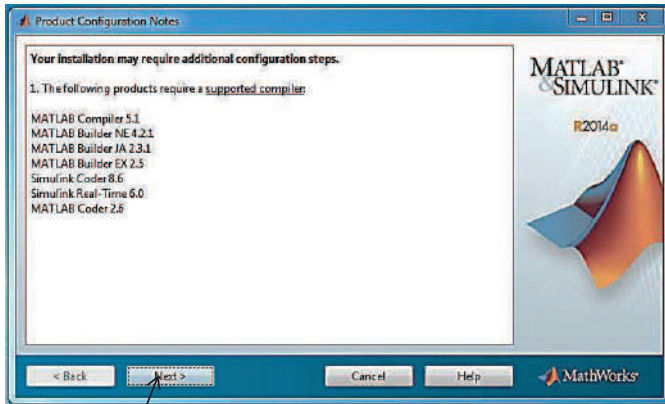 Product Configuration Notes
Your installation may require additional configuration steps.
1. The following products require a supported compiler:
MATLAB Compiler 5.1
MATLAB Builder NE 4.2.1
MATLAB Builder JA 2.3.1
MATLAB Builder EX 2.5
Simulink Coder 8.6
Simulink Real-Time 6.0
MATLAB Coder 2.6
MATLAB®
&SIMULINK®
R2014a
< Back
Next >
Cancel
Help
MathWorks®